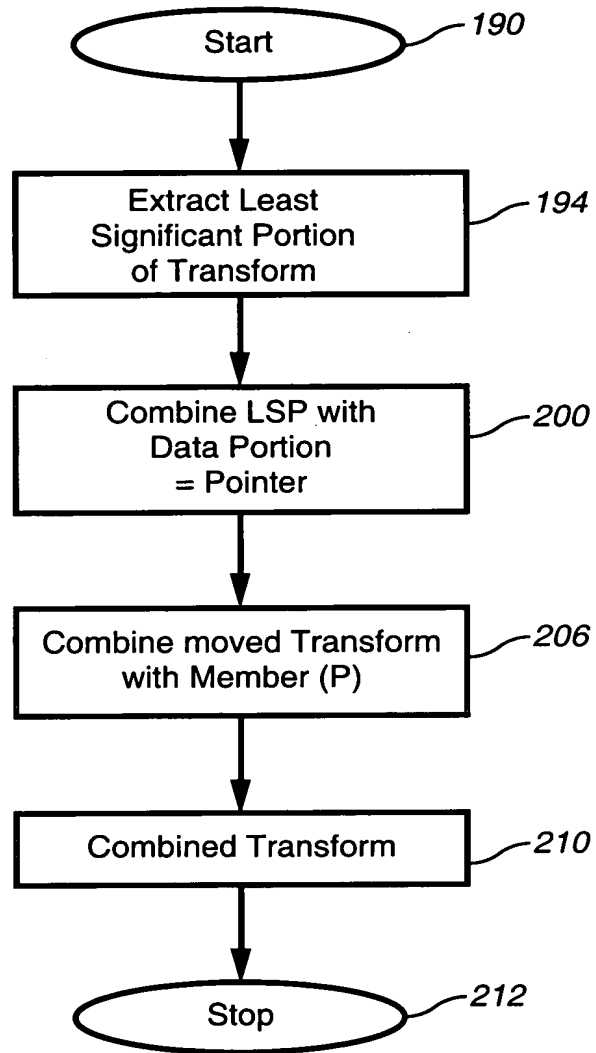 Start
190
Extract Least
Significant Portion
of Transform
194
Combine LSP with
Data Portion
= Pointer
200
Combine moved Transform
with Member (P)
206
Combined Transform
210
Stop
212